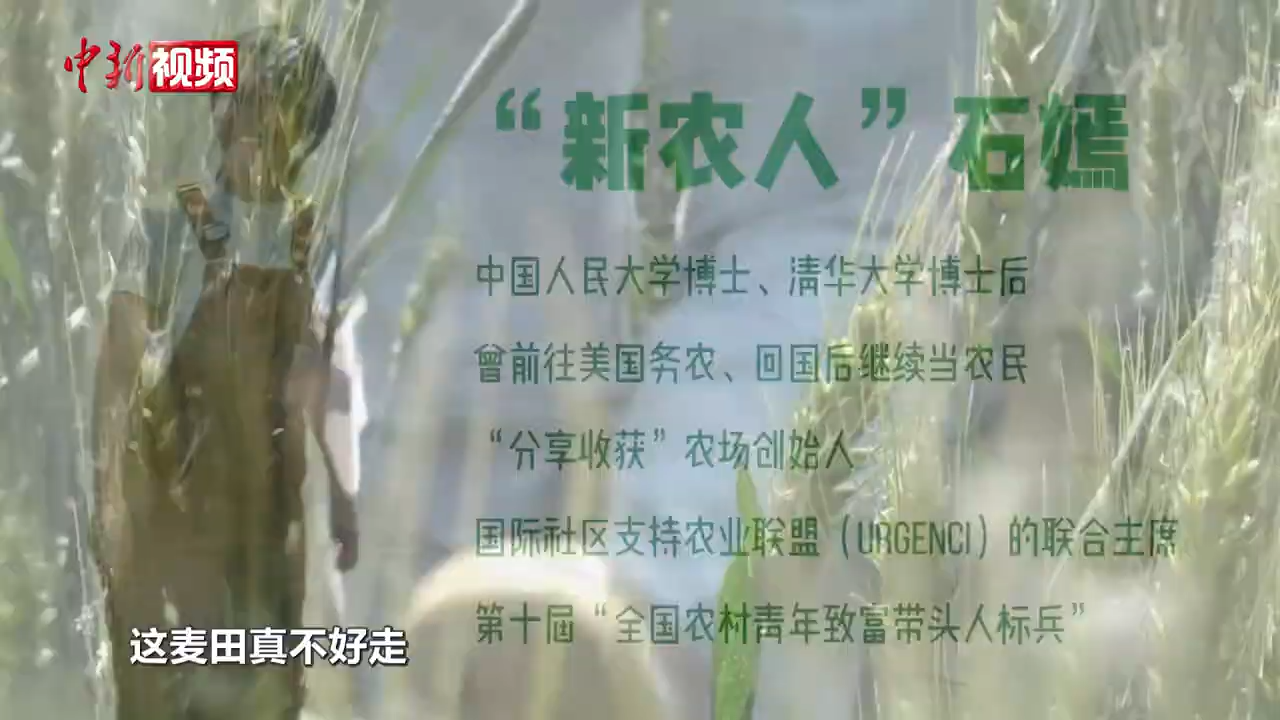 中新视频
“新农人”石嫣
中国人民大学博士、清华大学博士后
曾前往美国务农、回国后继续当农民
“分享收获”农场创始人
国际社区支持农业联盟（URGENCI）的联合主席
第十届“全国农村青年致富带头人标兵”
这麦田真不好走